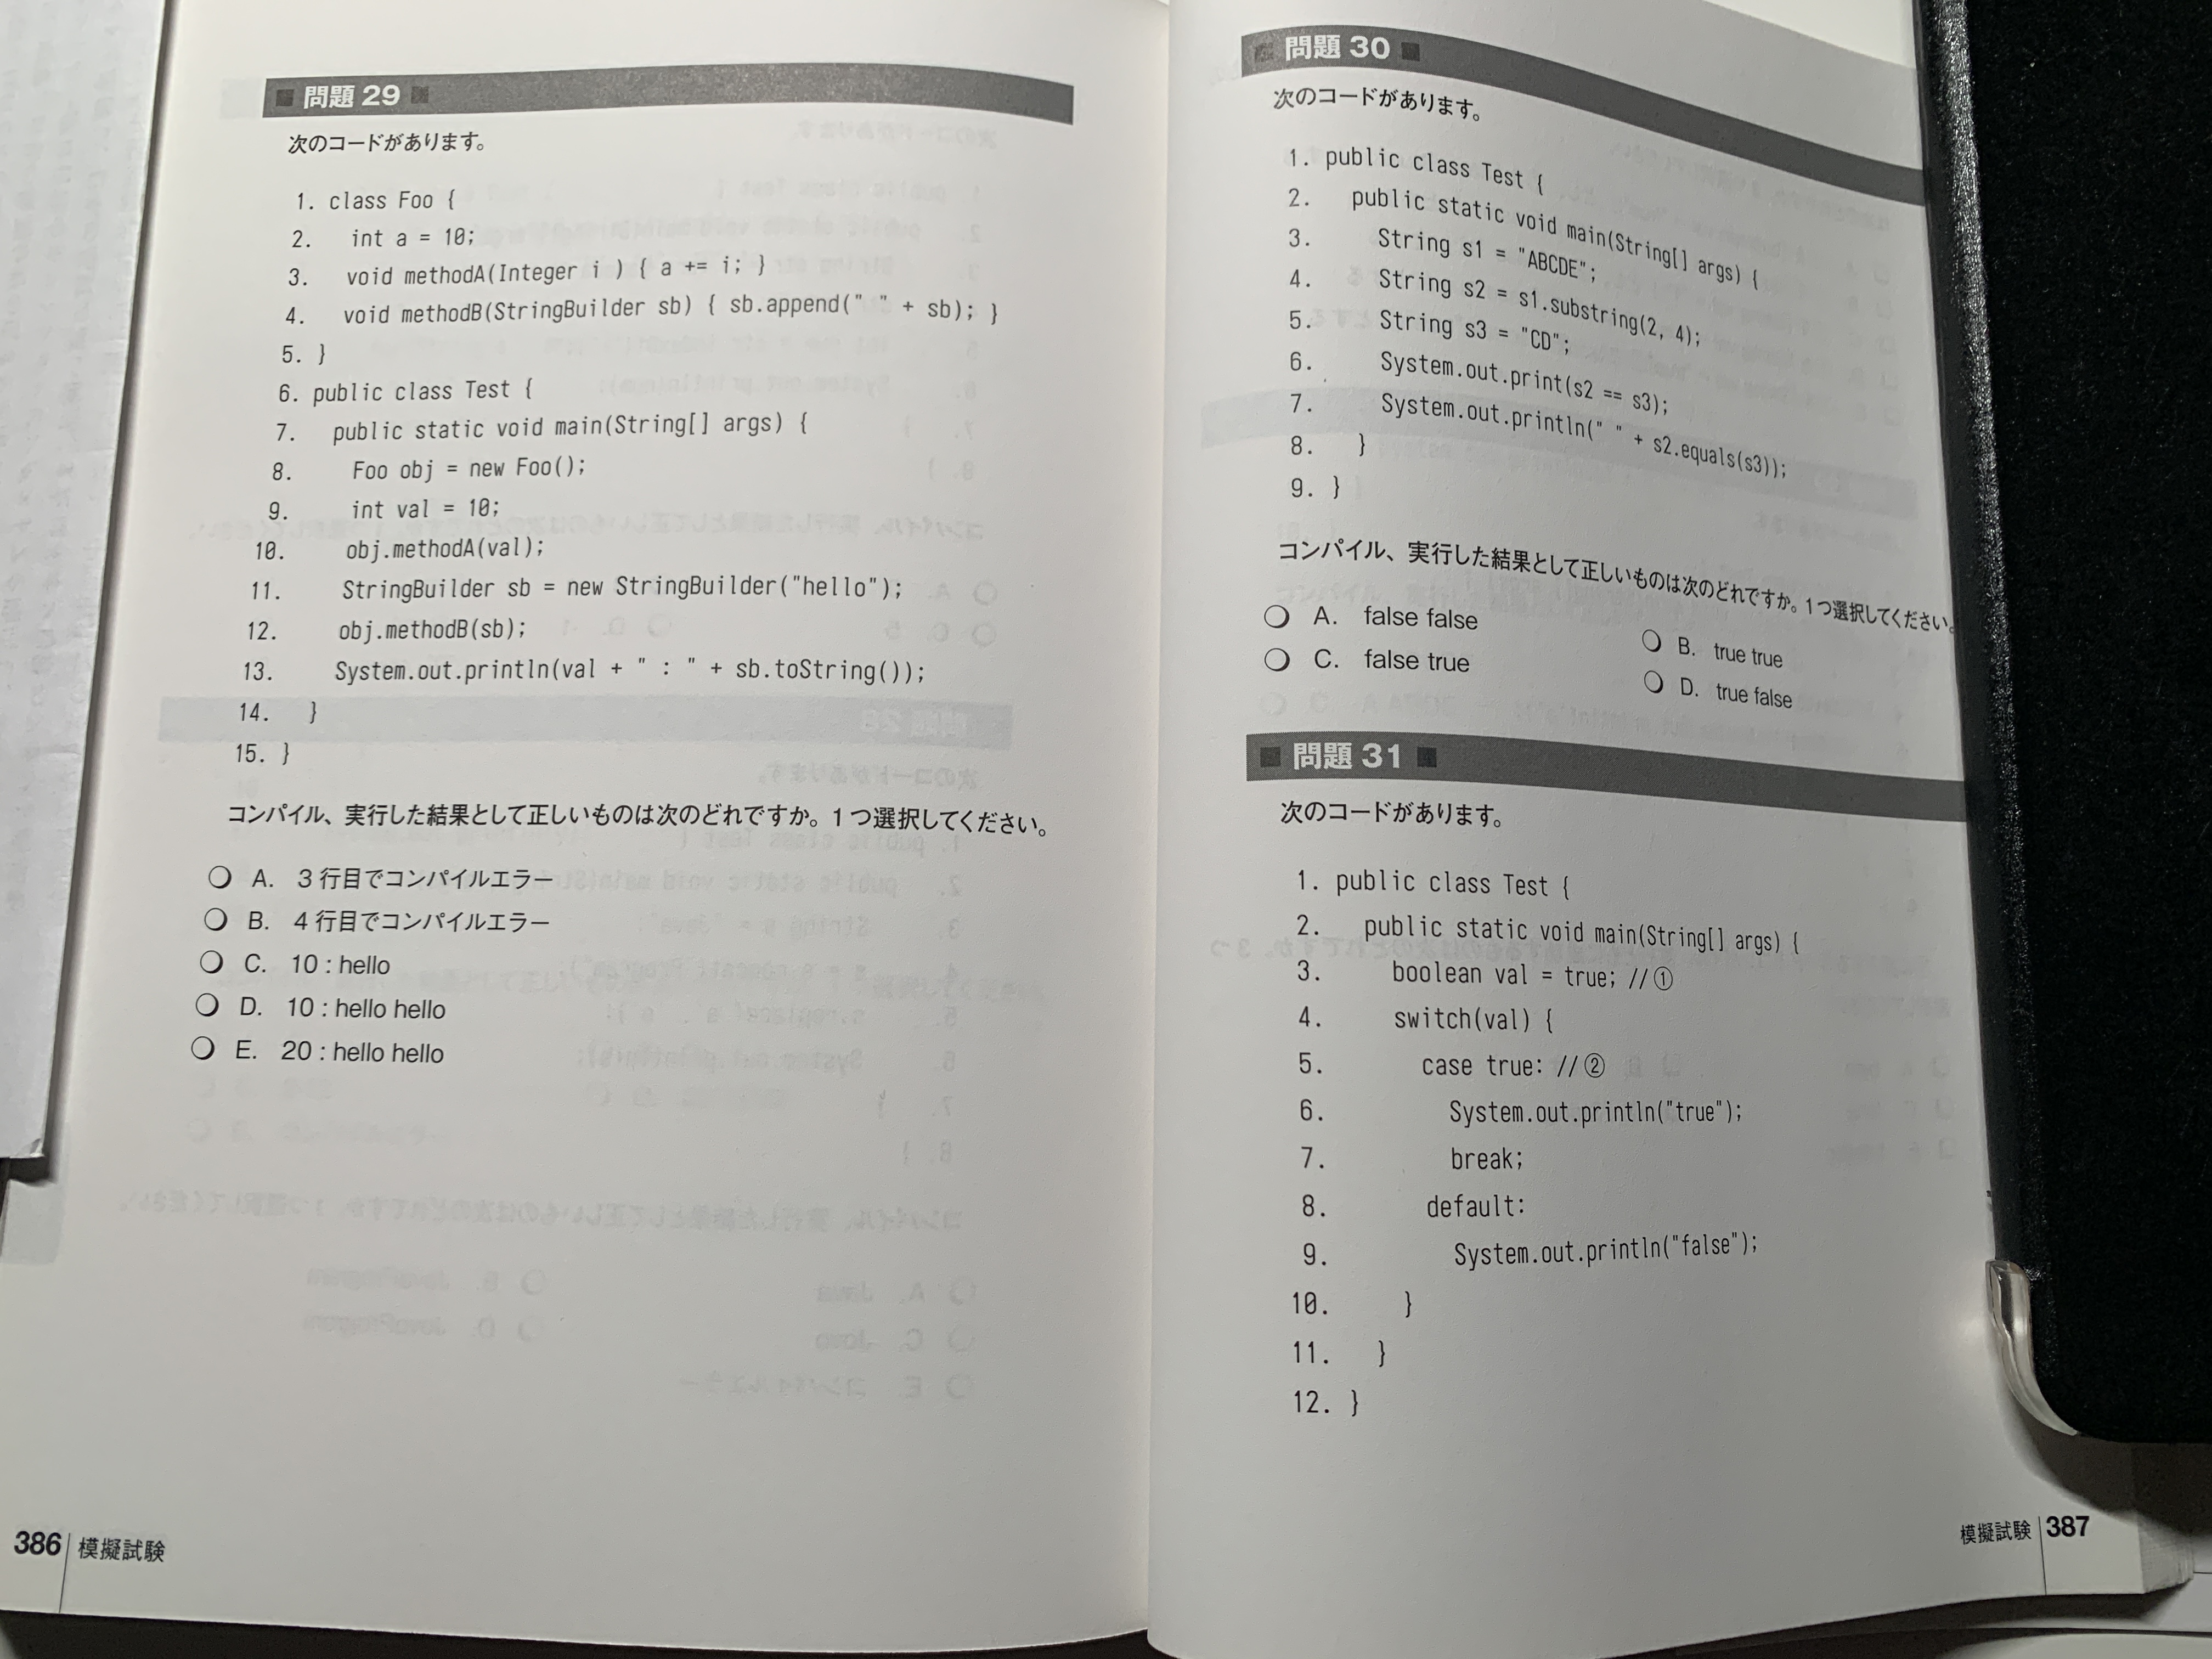 問題 29
次のコードがあります。
1. class Foo {
2. int a = 10;
3. void methodA(Integer i ) { a += i; }
4. void methodB(StringBuilder sb) { sb.append(" " + sb); }
5. }
6. public class Test {
7. public static void main(String[] args) {
8. Foo obj = new Foo();
9. int val = 10;
10. obj.methodA(val);
11. StringBuilder sb = new StringBuilder("hello");
12. obj.methodB(sb);
13. System.out.println(val + " : " + sb.toString());
14. }
15. }
コンパイル、実行した結果として正しいものは次のどれですか。1つ選択してください。
A. 3行目でコンパイルエラー
B. 4行目でコンパイルエラー
C. 10 : hello
D. 10 : hello hello
E. 20 : hello hello
386 模擬試験
問題 30
次のコードがあります。
1. public class Test {
2. public static void main(String[] args) {
3. String s1 = "ABCDE";
4. String s2 = s1.substring(2, 4);
5. String s3 = "CD";
6. System.out.print(s2 == s3);
7. System.out.println(" " + s2.equals(s3));
8. }
9. }
コンパイル、実行した結果として正しいものは次のどれですか。1つ選択してください。
A. false false B. true true
C. false true D. true false
問題 31
次のコードがあります。
1. public class Test {
2. public static void main(String[] args) {
3. boolean val = true; //①
4. switch(val) {
5. case true: //②
6. System.out.println("true");
7. break;
8. default:
9. System.out.println("false");
10. }
11. }
12. }
模擬試験 387